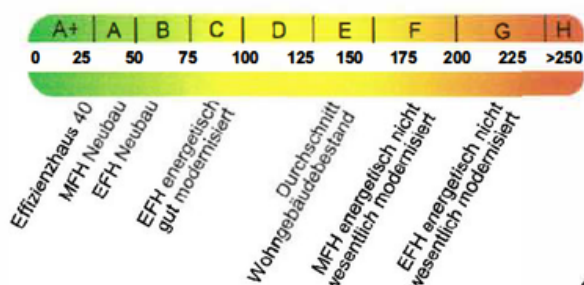 A+ A B C D E F G H
0 25 50 75 100 125 150 175 200 225 >250
Effizienzhaus 40
MFH Neubau
EFH Neubau
EFH energetisch
gut modernisiert
Durchschnitt
Wohngebäudebestand
MFH energetisch nicht
wesentlich modernisiert
EFH energetisch nicht
wesentlich modernisiert